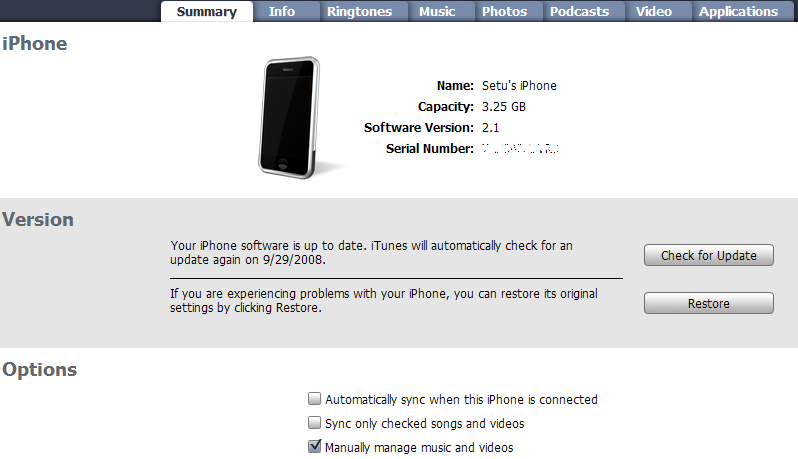 Summary Info Ringtones Music Photos Podcasts Video Applications
iPhone
Name: Setu's iPhone
Capacity: 3.25 GB
Software Version: 2.1
Serial Number:
Version
Your iPhone software is up to date. iTunes will automatically check for an
update again on 9/29/2008.
Check for Update
If you are experiencing problems with your iPhone, you can restore its original
settings by clicking Restore.
Restore
Options
Automatically sync when this iPhone is connected
Sync only checked songs and videos
Manually manage music and videos